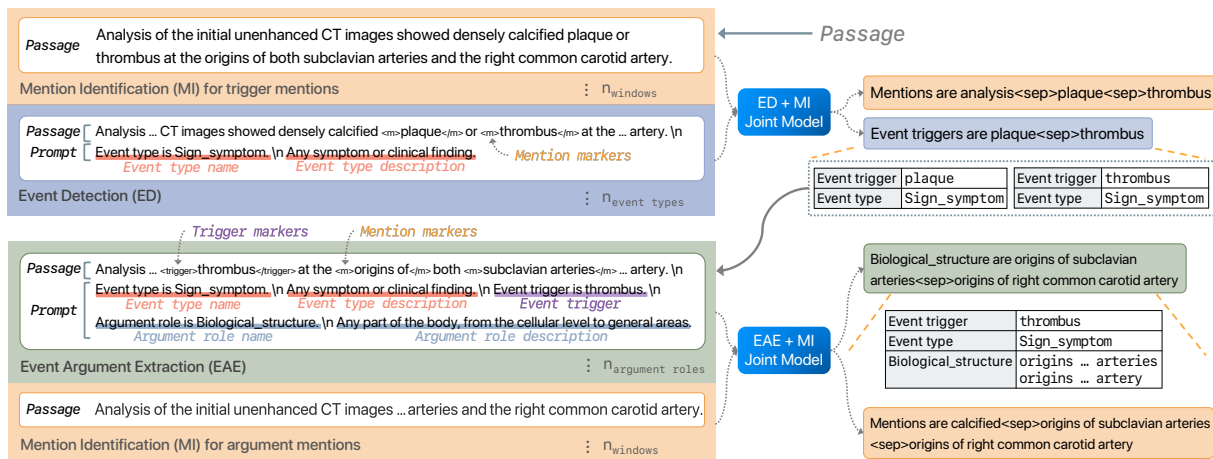 Passage
Passage Analysis of the initial unenhanced CT images showed densely calcified plaque or
thrombus at the origins of both subclavian arteries and the right common carotid artery.
Mention Identification (MI) for trigger mentions
⋮ n_windows
Passage Analysis ... CT images showed densely calcified <m>plaque</m> or <m>thrombus</m> at the ... artery. \n
Prompt Event type is Sign_symptom. \n Any symptom or clinical finding.
Mention markers
Event type name Event type description
Event Detection (ED)
⋮ n_event types
ED + MI
Joint Model
Mentions are analysis<sep>plaque<sep>thrombus
Event triggers are plaque<sep>thrombus
Event trigger plaque
Event type Sign_symptom
Event trigger thrombus
Event type Sign_symptom
Trigger markers Mention markers
Passage Analysis ... <trigger>thrombus</trigger> at the <m>origins of</m> both <m>subclavian arteries</m> ... artery. \n
Prompt Event type is Sign_symptom. \n Any symptom or clinical finding. \n Event trigger is thrombus. \n
Event type name Event type description Event trigger
Argument role is Biological_structure. \n Any part of the body, from the cellular level to general areas.
Argument role name Argument role description
Event Argument Extraction (EAE)
⋮ n_argument roles
Passage Analysis of the initial unenhanced CT images ... arteries and the right common carotid artery.
Mention Identification (MI) for argument mentions
⋮ n_windows
EAE + MI
Joint Model
Biological_structure are origins of subclavian
arteries<sep>origins of right common carotid artery
Event trigger thrombus
Event type Sign_symptom
Biological_structure origins ... arteries
origins ... artery
Mentions are calcified<sep>origins of subclavian arteries
<sep>origins of right common carotid artery